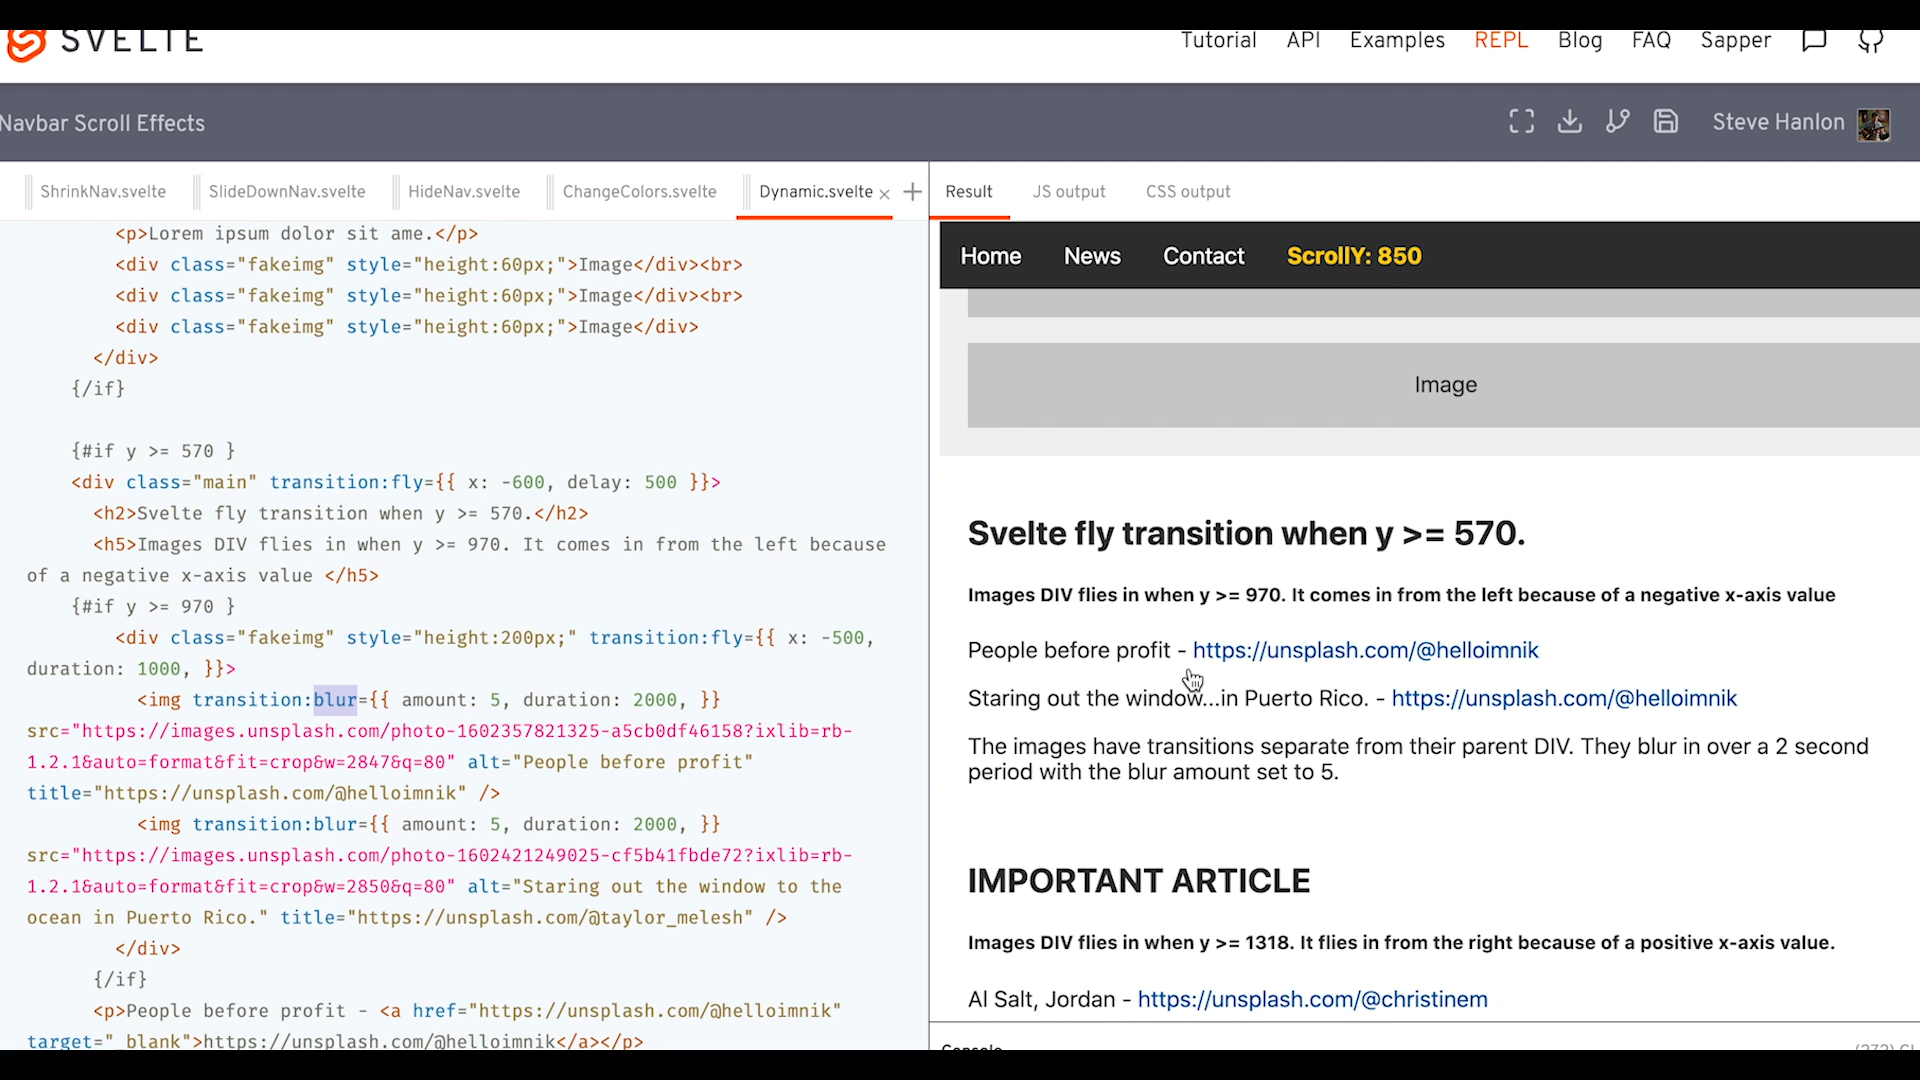 SVELTE
Tutorial API Examples REPL Blog FAQ Sapper
Navbar Scroll Effects
Steve Hanlon
ShrinkNav.svelte SlideDownNav.svelte HideNav.svelte ChangeColors.svelte Dynamic.svelte × +
Result JS output CSS output
<p>Lorem ipsum dolor sit ame.</p>
<div class="fakeimg" style="height:60px;">Image</div><br>
<div class="fakeimg" style="height:60px;">Image</div><br>
<div class="fakeimg" style="height:60px;">Image</div>
</div>
{/if}
{#if y >= 570 }
<div class="main" transition:fly={{ x: -600, delay: 500 }}>
<h2>Svelte fly transition when y >= 570.</h2>
<h5>Images DIV flies in when y >= 970. It comes in from the left because
of a negative x-axis value </h5>
{#if y >= 970 }
<div class="fakeimg" style="height:200px;" transition:fly={{ x: -500,
duration: 1000, }}>
<img transition:blur={{ amount: 5, duration: 2000, }}
src="https://images.unsplash.com/photo-1602357821325-a5cb0df46158?ixlib=rb-
1.2.1&auto=format&fit=crop&w=2847&q=80" alt="People before profit"
title="https://unsplash.com/@helloimnik" />
<img transition:blur={{ amount: 5, duration: 2000, }}
src="https://images.unsplash.com/photo-1602421249025-cf5b41fbde72?ixlib=rb-
1.2.1&auto=format&fit=crop&w=2850&q=80" alt="Staring out the window to the
ocean in Puerto Rico." title="https://unsplash.com/@taylor_melesh" />
</div>
{/if}
<p>People before profit - <a href="https://unsplash.com/@helloimnik"
target="_blank">https://unsplash.com/@helloimnik</a></p>
Home News Contact ScrollY: 850
Image
Svelte fly transition when y >= 570.
Images DIV flies in when y >= 970. It comes in from the left because of a negative x-axis value
People before profit - https://unsplash.com/@helloimnik
Staring out the window...in Puerto Rico. - https://unsplash.com/@helloimnik
The images have transitions separate from their parent DIV. They blur in over a 2 second
period with the blur amount set to 5.
IMPORTANT ARTICLE
Images DIV flies in when y >= 1318. It flies in from the right because of a positive x-axis value.
Al Salt, Jordan - https://unsplash.com/@christinem
Console